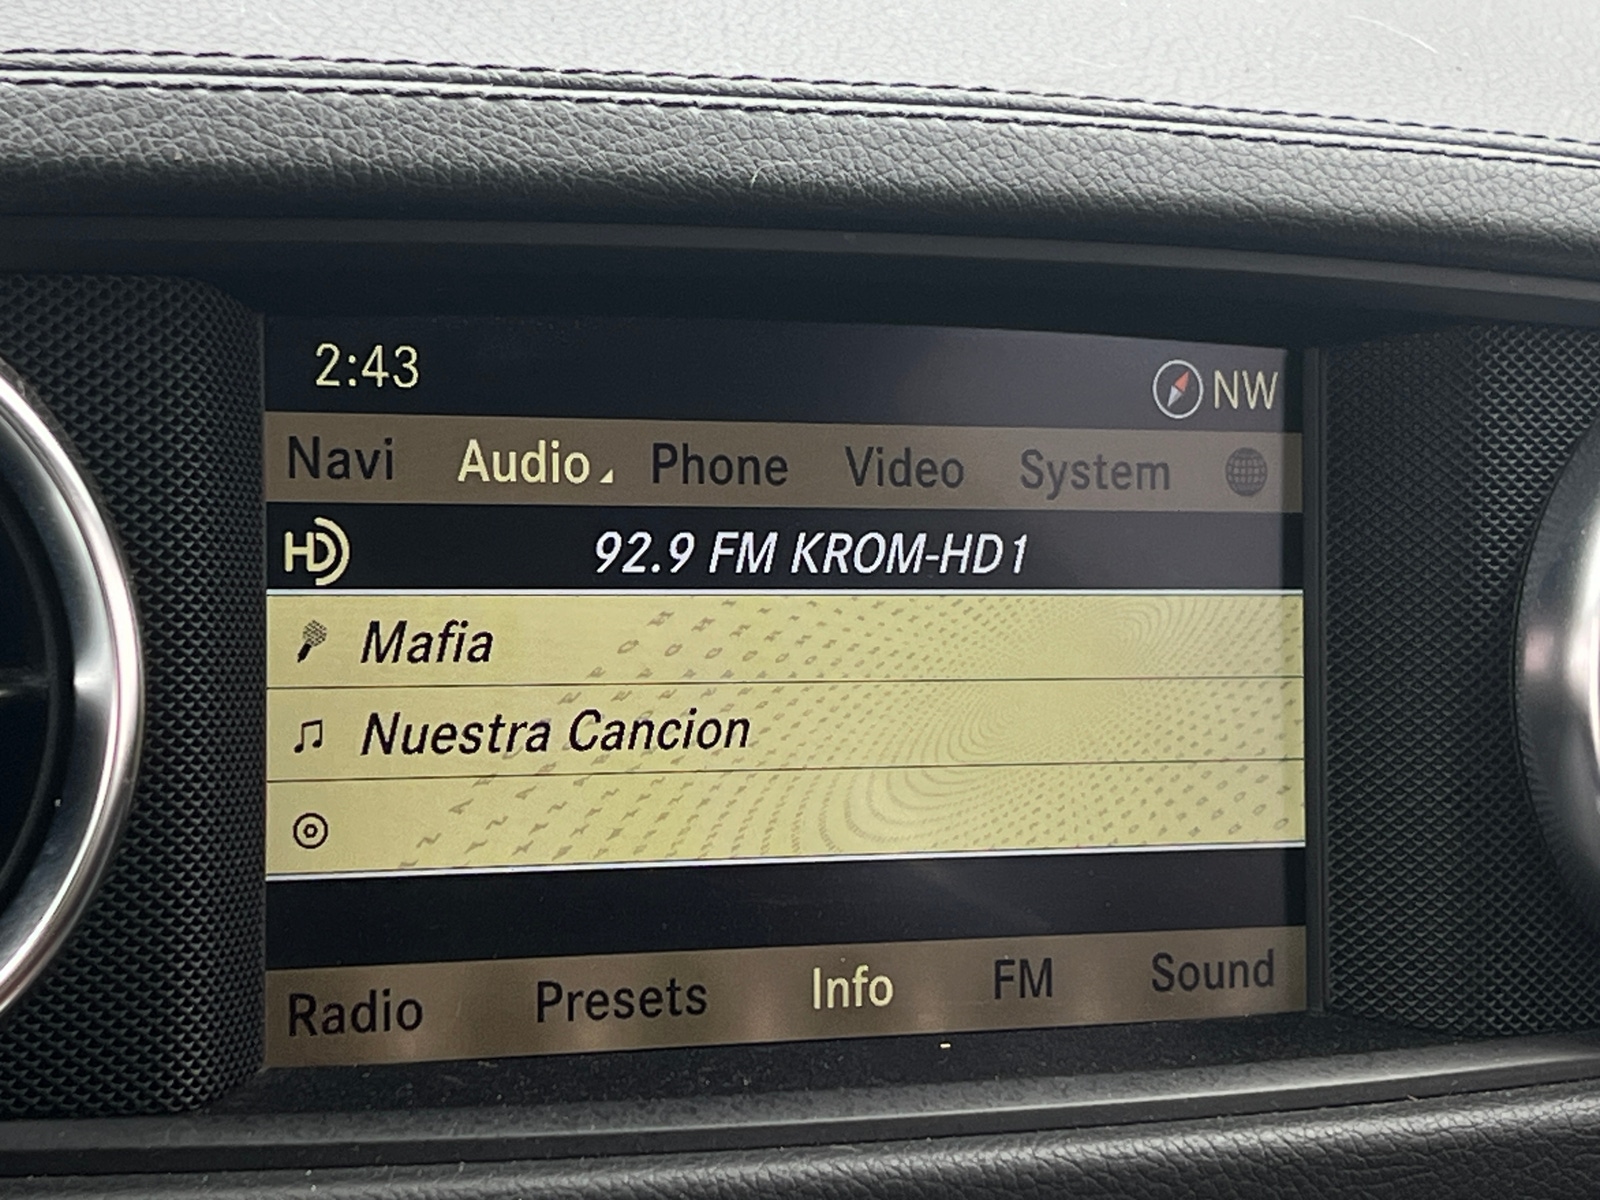 2:43 NW
Navi Audio Phone Video System
HD 92.9 FM KROM-HD1
Mafia
Nuestra Cancion
Radio Presets Info FM Sound